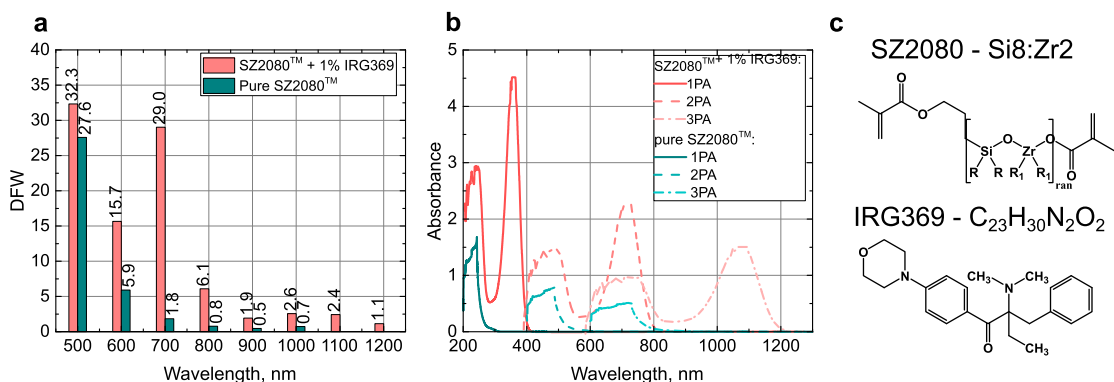 a
DFW
40
35
30
25
20
15
10
5
0
SZ2080™ + 1% IRG369
Pure SZ2080™
32.3
27.6
15.7
5.9
29.0
1.8
6.1
0.8
1.9
0.5
2.6
0.7
2.4
1.1
500 600 700 800 900 1000 1100 1200
Wavelength, nm
b
Absorbance
5
4
3
2
1
0
SZ2080™+ 1% IRG369:
1PA
2PA
3PA
pure SZ2080™:
1PA
2PA
3PA
200 400 600 800 1000 1200
Wavelength, nm
c
SZ2080 - Si8:Zr2
O
O
Si O Zr O
R R R₁ R₁
O
ran
IRG369 - C₂₃H₃₀N₂O₂
O
N
CH₃ CH₃
N
O
CH₃